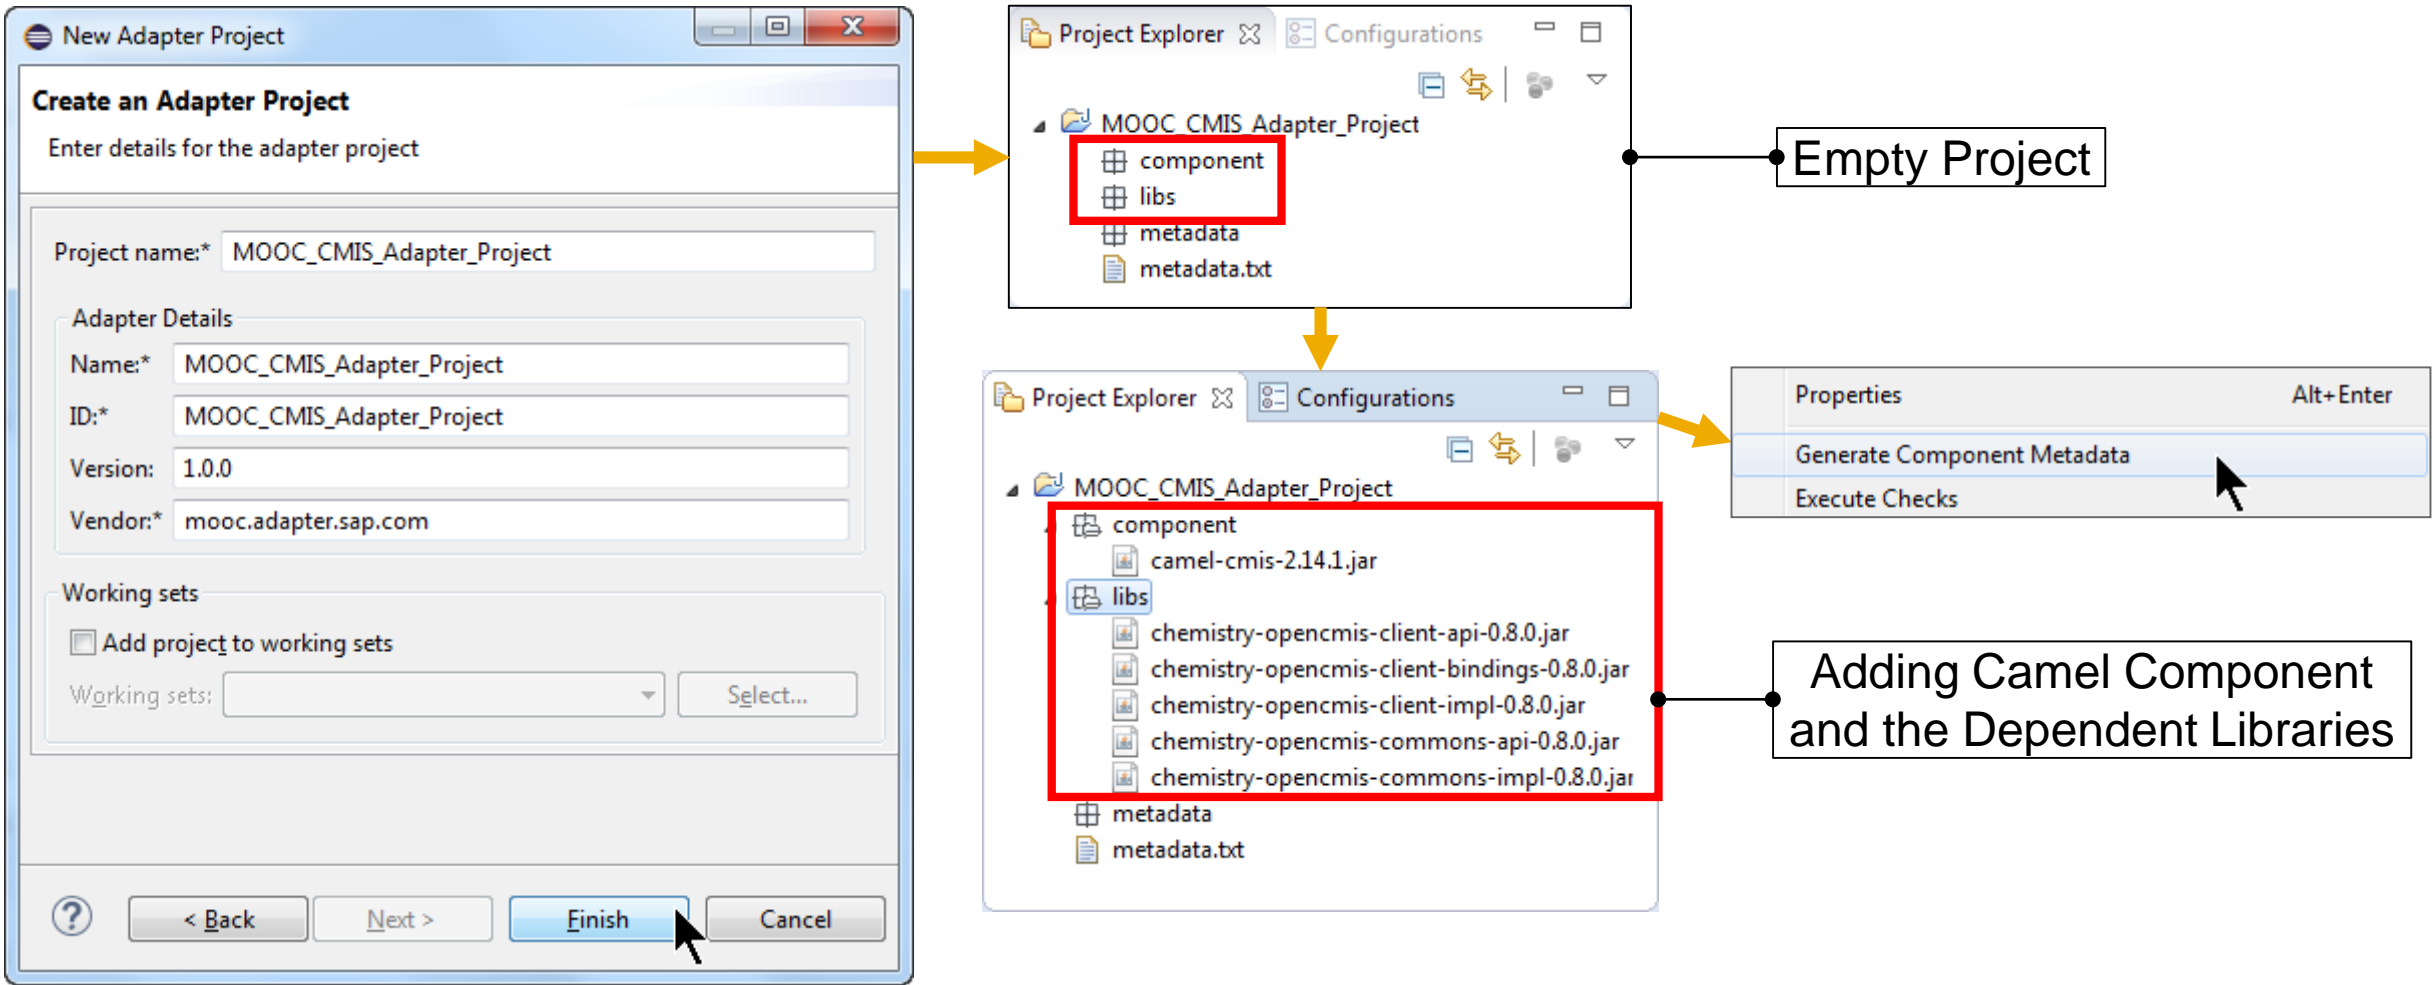 New Adapter Project
Create an Adapter Project
Enter details for the adapter project
Project name:* MOOC_CMIS_Adapter_Project
Adapter Details
Name:* MOOC_CMIS_Adapter_Project
ID:* MOOC_CMIS_Adapter_Project
Version: 1.0.0
Vendor:* mooc.adapter.sap.com
Working sets
Add project to working sets
Working sets: Select...
? < Back Next > Finish Cancel
Project Explorer Configurations
MOOC_CMIS_Adapter_Project
component
libs
metadata
metadata.txt
Empty Project
Project Explorer Configurations
MOOC_CMIS_Adapter_Project
component
camel-cmis-2.14.1.jar
libs
chemistry-opencmis-client-api-0.8.0.jar
chemistry-opencmis-client-bindings-0.8.0.jar
chemistry-opencmis-client-impl-0.8.0.jar
chemistry-opencmis-commons-api-0.8.0.jar
chemistry-opencmis-commons-impl-0.8.0.jar
metadata
metadata.txt
Properties Alt+Enter
Generate Component Metadata
Execute Checks
Adding Camel Component
and the Dependent Libraries